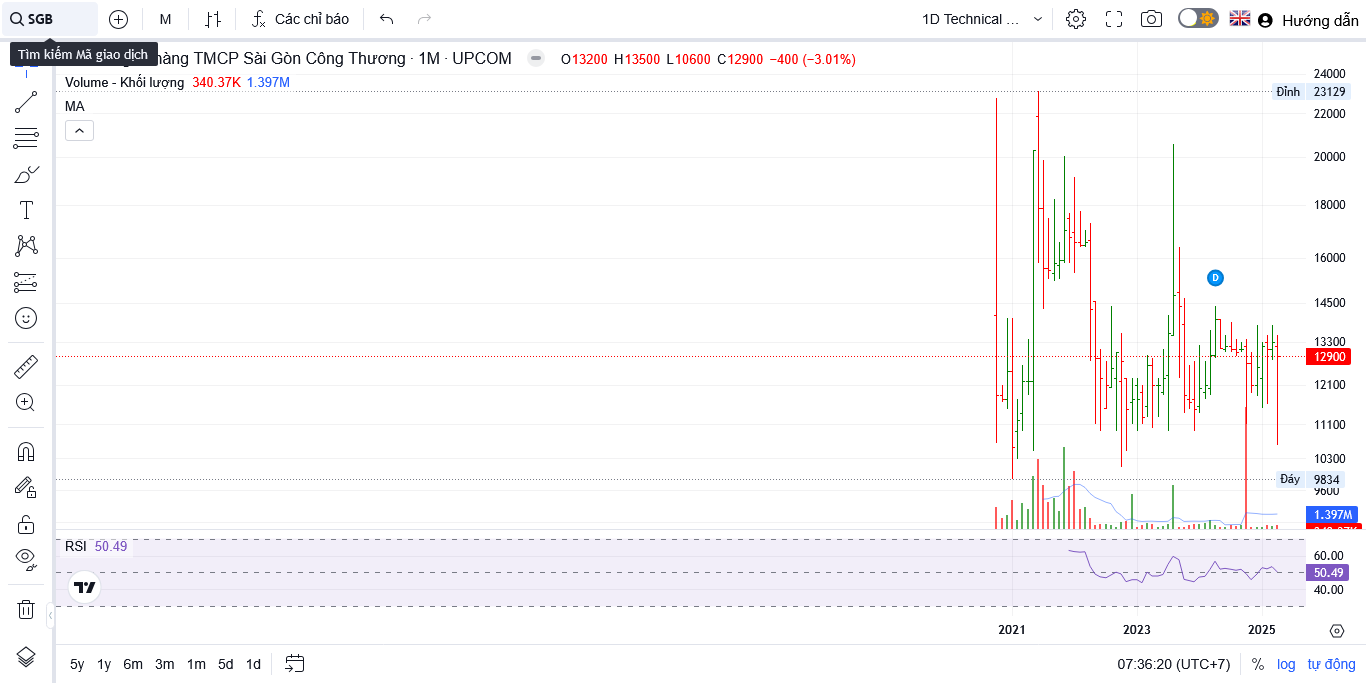 SGB
M
Các chỉ báo
1D Technical ...
Hướng dẫn
Tìm kiếm Mã giao dịch
hàng TMCP Sài Gòn Công Thương · 1M · UPCOM
O13200 H13500 L10600 C12900 −400 (−3.01%)
Volume - Khối lượng 340.37K 1.397M
MA
24000
Đỉnh 23129
22000
20000
18000
16000
D
14500
13300
12900
12100
11100
10300
Đáy 9834
9600
1.397M
RSI 50.49
60.00
50.49
40.00
2021 2023 2025
5y 1y 6m 3m 1m 5d 1d
07:36:20 (UTC+7) % log tự động